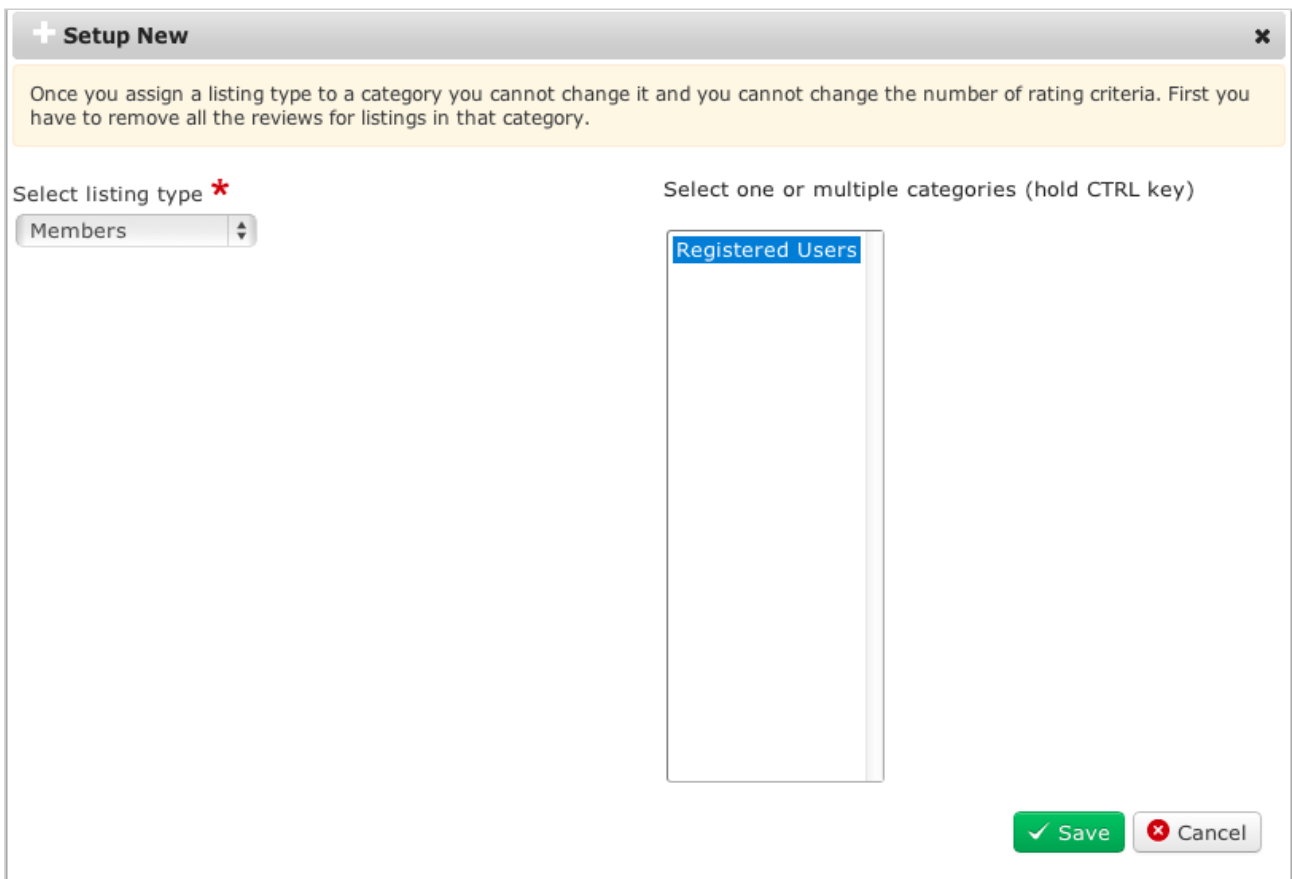 Setup New
Once you assign a listing type to a category you cannot change it and you cannot change the number of rating criteria. First you
have to remove all the reviews for listings in that category.
Select listing type *
Members
Select one or multiple categories (hold CTRL key)
Registered Users
Save
Cancel